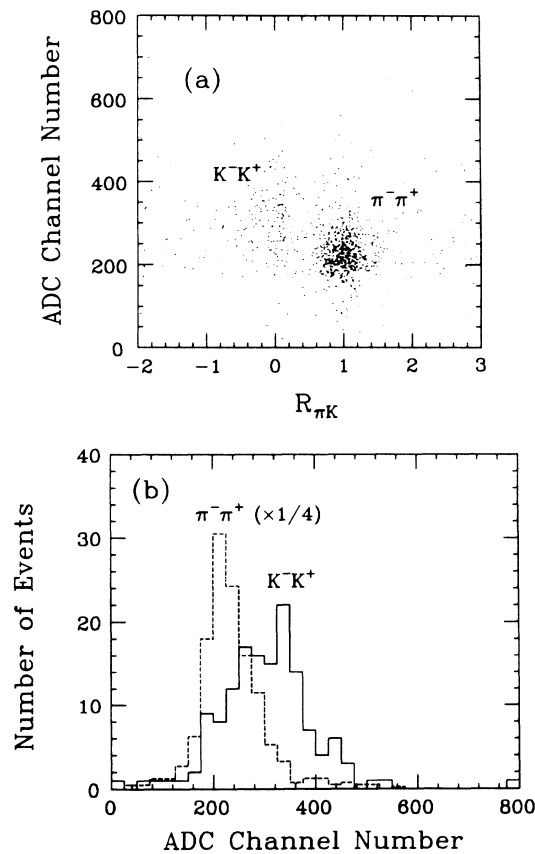 800
600
400
200
0
ADC Channel Number
(a)
K⁻K⁺
π⁻π⁺
−2 −1 0 1 2 3
R_πK
40
30
20
10
0
Number of Events
(b)
π⁻π⁺ (×1/4)
K⁻K⁺
0 200 400 600 800
ADC Channel Number